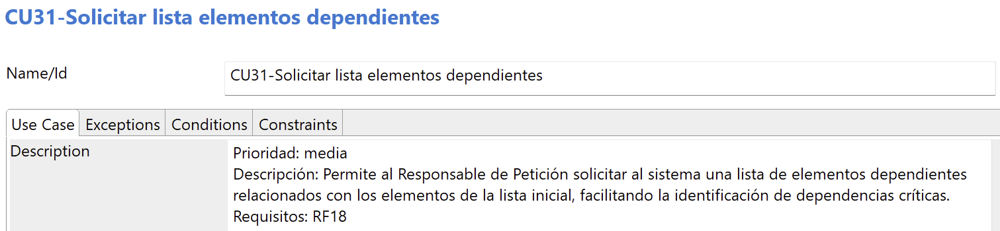 CU31-Solicitar lista elementos dependientes
Name/Id
CU31-Solicitar lista elementos dependientes
Use Case Exceptions Conditions Constraints
Description
Prioridad: media
Descripción: Permite al Responsable de Petición solicitar al sistema una lista de elementos dependientes
relacionados con los elementos de la lista inicial, facilitando la identificación de dependencias críticas.
Requisitos: RF18